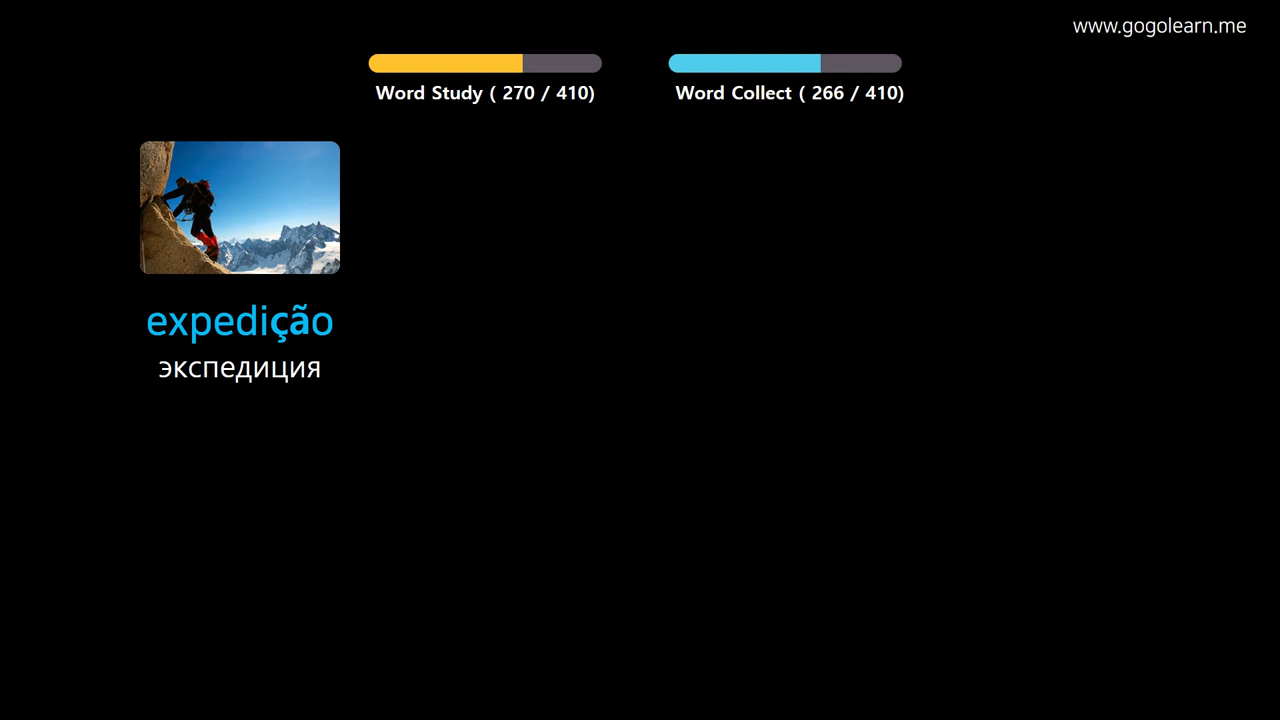 www.gogolearn.me
Word Study ( 270 / 410)
Word Collect ( 266 / 410)
expedição
экспедиция